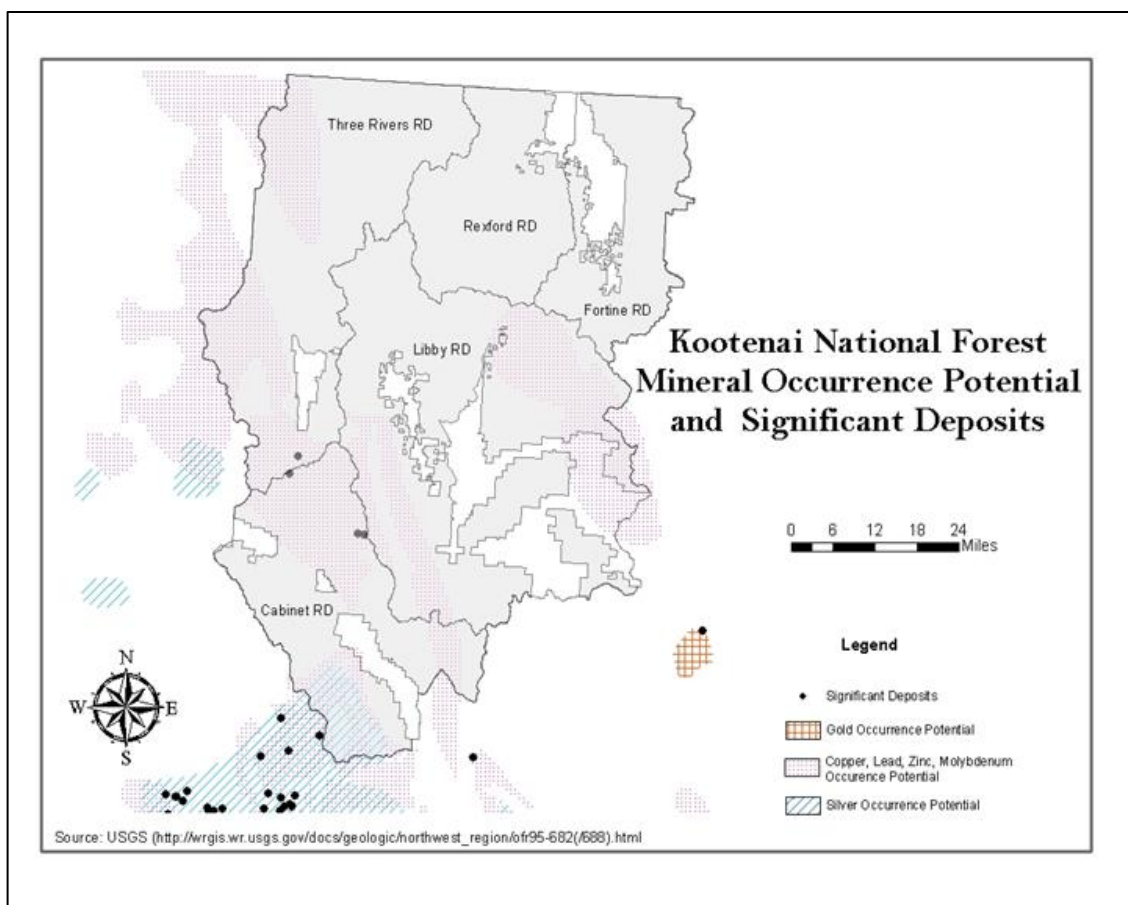 Three Rivers RD
Rexford RD
Fortine RD
Libby RD
Kootenai National Forest
Mineral Occurrence Potential
and Significant Deposits
0 6 12 18 24
Miles
Cabinet RD
N
W E
S
Legend
Significant Deposits
Gold Occurrence Potential
Copper, Lead, Zinc, Molybdenum
Occurence Potential
Silver Occurrence Potential
Source: USGS (http://wrgis.wr.usgs.gov/docs/geologic/northwest_region/ofr95-682(/688).html